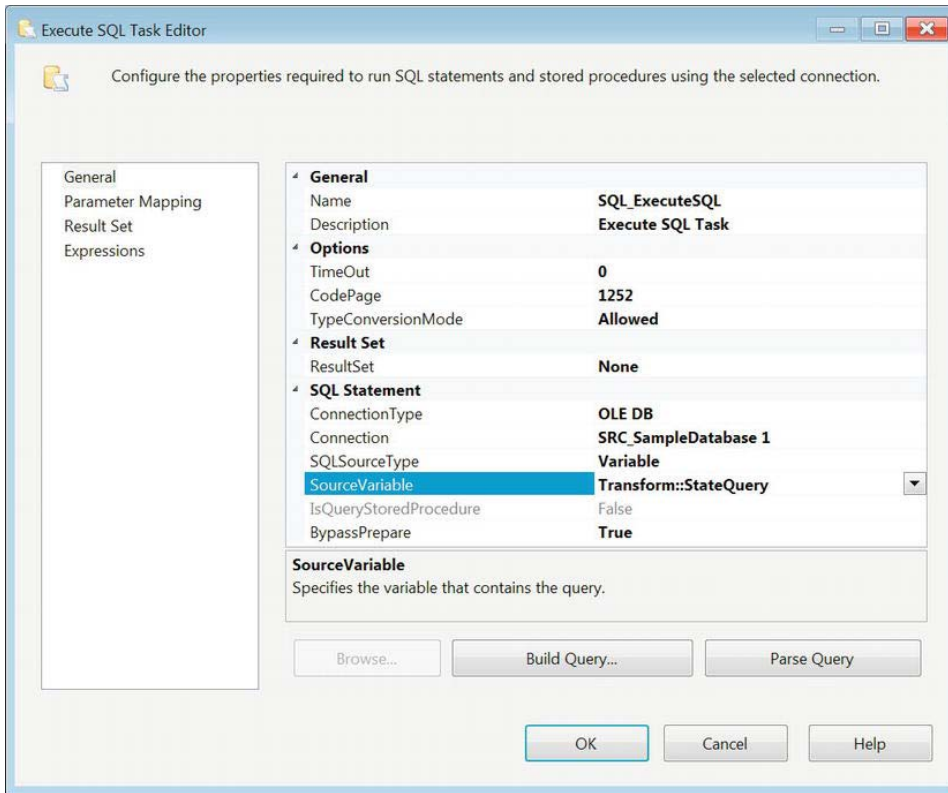 Execute SQL Task Editor
Configure the properties required to run SQL statements and stored procedures using the selected connection.
General
Parameter Mapping
Result Set
Expressions
General
Name SQL_ExecuteSQL
Description Execute SQL Task
Options
TimeOut 0
CodePage 1252
TypeConversionMode Allowed
Result Set
ResultSet None
SQL Statement
ConnectionType OLE DB
Connection SRC_SampleDatabase 1
SQLSourceType Variable
SourceVariable Transform::StateQuery
IsQueryStoredProcedure False
BypassPrepare True
SourceVariable
Specifies the variable that contains the query.
Browse... Build Query... Parse Query
OK Cancel Help